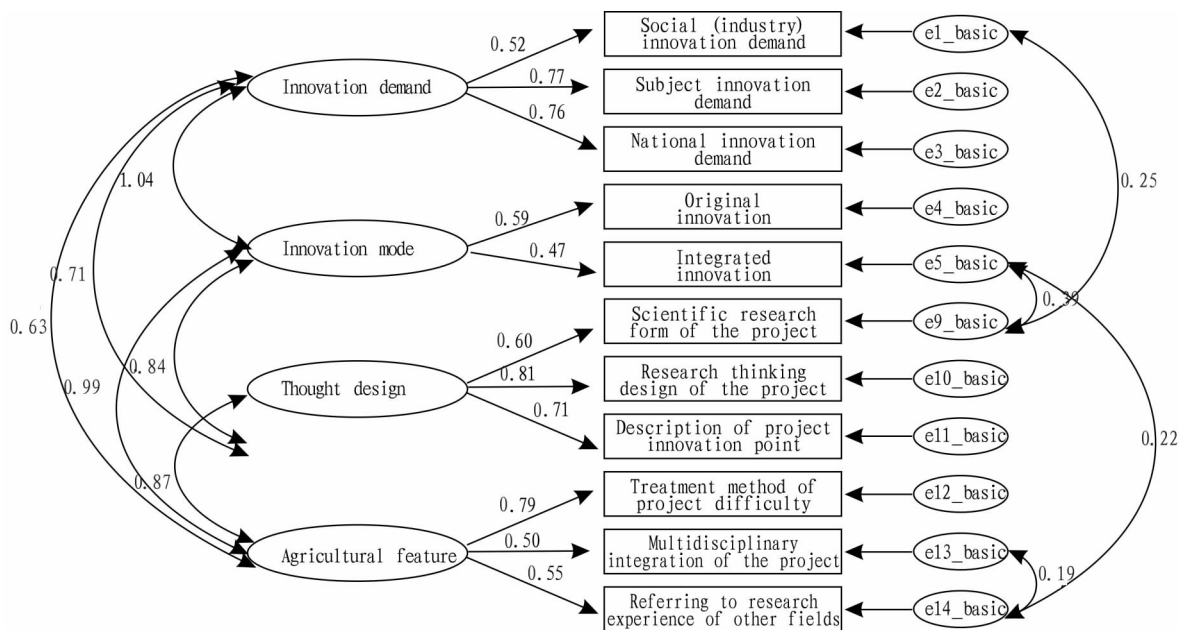 Social (industry)
innovation demand
e1_basic
0.52
Innovation demand
0.77
Subject innovation
demand
e2_basic
0.76
National innovation
demand
e3_basic
1.04
0.25
Original
innovation
e4_basic
0.59
Innovation mode
0.47
Integrated
innovation
e5_basic
0.71
0.39
0.63
Scientific research
form of the project
e9_basic
0.60
0.84
0.99
Thought design
0.81
Research thinking
design of the project
e10_basic
0.71
Description of project
innovation point
e11_basic
0.22
0.87
Treatment method of
project difficulty
e12_basic
0.79
Agricultural feature
0.50
Multidisciplinary
integration of the project
e13_basic
0.55
0.19
Referring to research
experience of other fields
e14_basic